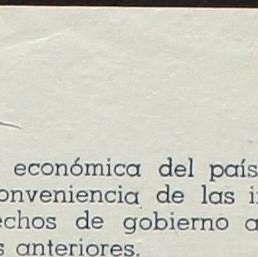 económica del país
onveniencia de las i
echos de gobierno a
s anteriores.